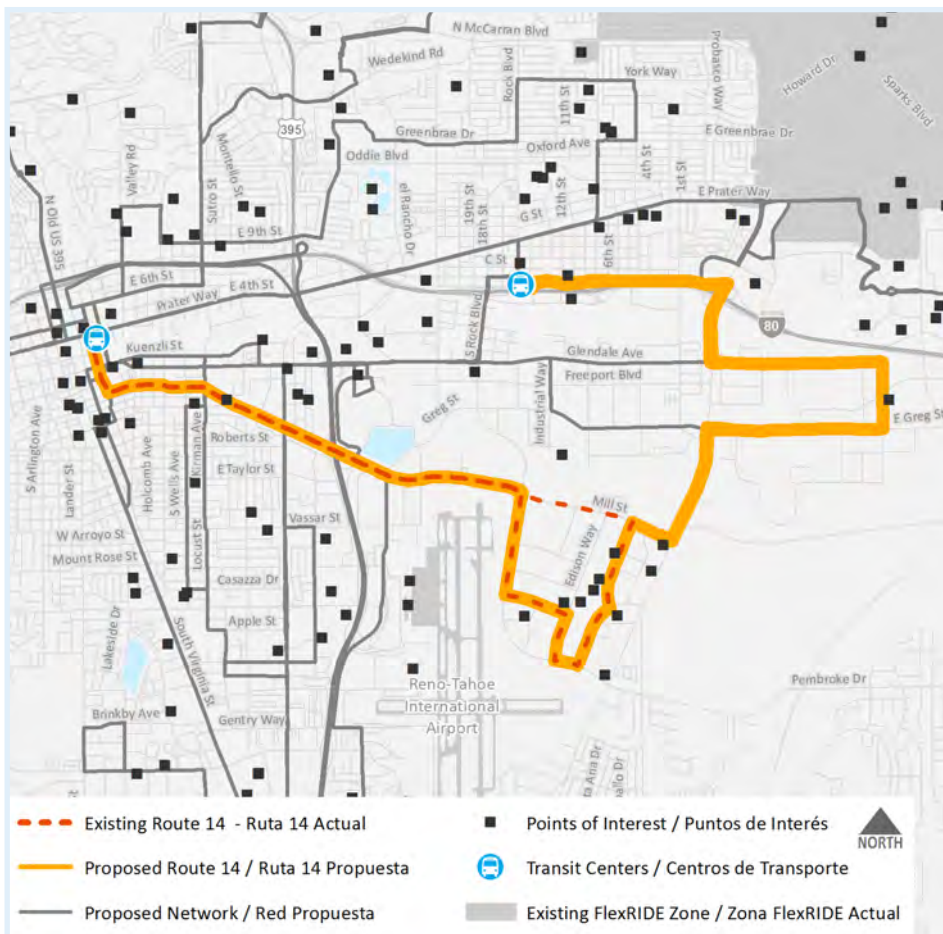 N McCarran Blvd
Wedekind Rd
Rock Blvd
York Way
Probasco Way
Howard Dr
Sparks Blvd
395
Greenbrae Dr
11th St
E Greenbrae Dr
Oxford Ave
Oddie Blvd
Valley Rd
Montello St
Sutro St
4th St
1st St
N Old US 395
el Rancho Dr
19th St
18th St
12th St
G St
E Prater Way
E 9th St
6th St
C St
E 6th St
E 4th St
Prater Way
S Rock Blvd
80
Kuenzli St
Glendale Ave
Freeport Blvd
Industrial Way
Greg St
E Greg St
S Arlington Ave
Lander St
Holcomb Ave
S Wells Ave
Kirman Ave
Roberts St
E Taylor St
Mill St
Vassar St
W Arroyo St
Mount Rose St
Locust St
Edison Way
Casazza Dr
Apple St
Lakeside Dr
South Virginia St
Reno-Tahoe
International
Airport
Pembroke Dr
Brinkby Ave
Gentry Way
ta Ana Dr
ballo Dr
Existing Route 14 - Ruta 14 Actual
Points of Interest / Puntos de Interés
NORTH
Proposed Route 14 / Ruta 14 Propuesta
Transit Centers / Centros de Transporte
Proposed Network / Red Propuesta
Existing FlexRIDE Zone / Zona FlexRIDE Actual